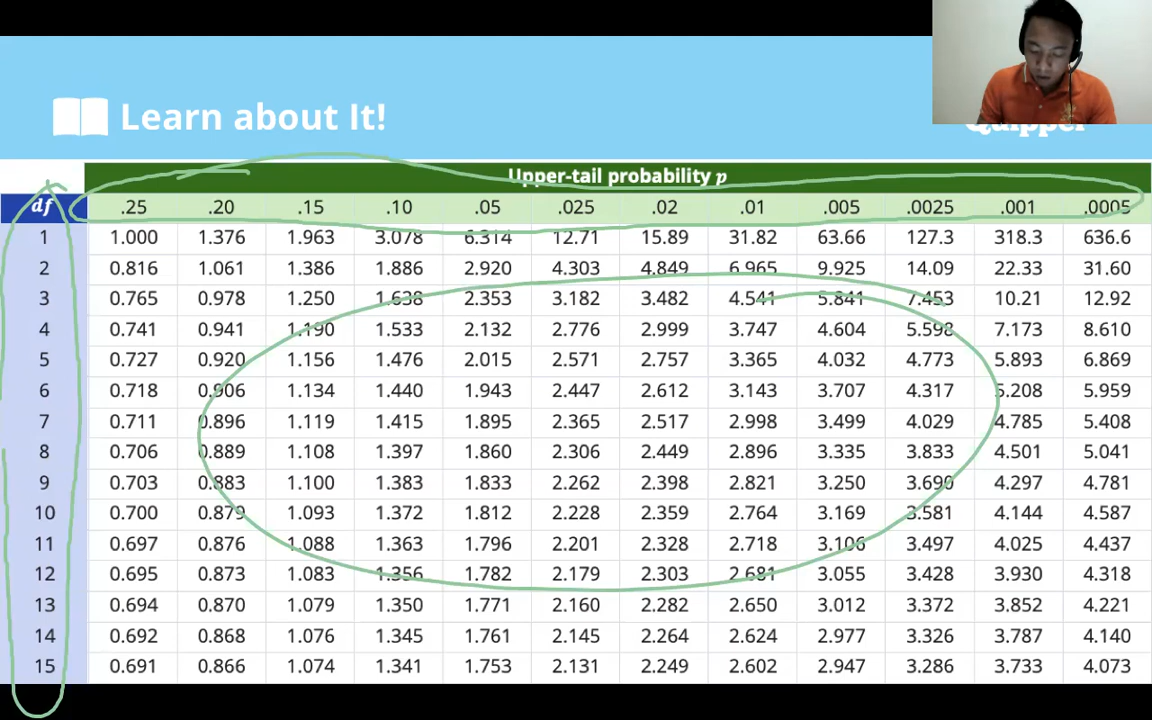 Learn about It!
Quipper
Upper-tail probability p
df .25 .20 .15 .10 .05 .025 .02 .01 .005 .0025 .001 .0005
1 1.000 1.376 1.963 3.078 6.314 12.71 15.89 31.82 63.66 127.3 318.3 636.6
2 0.816 1.061 1.386 1.886 2.920 4.303 4.849 6.965 9.925 14.09 22.33 31.60
3 0.765 0.978 1.250 1.638 2.353 3.182 3.482 4.541 5.841 7.453 10.21 12.92
4 0.741 0.941 1.190 1.533 2.132 2.776 2.999 3.747 4.604 5.598 7.173 8.610
5 0.727 0.920 1.156 1.476 2.015 2.571 2.757 3.365 4.032 4.773 5.893 6.869
6 0.718 0.906 1.134 1.440 1.943 2.447 2.612 3.143 3.707 4.317 5.208 5.959
7 0.711 0.896 1.119 1.415 1.895 2.365 2.517 2.998 3.499 4.029 4.785 5.408
8 0.706 0.889 1.108 1.397 1.860 2.306 2.449 2.896 3.335 3.833 4.501 5.041
9 0.703 0.883 1.100 1.383 1.833 2.262 2.398 2.821 3.250 3.690 4.297 4.781
10 0.700 0.879 1.093 1.372 1.812 2.228 2.359 2.764 3.169 3.581 4.144 4.587
11 0.697 0.876 1.088 1.363 1.796 2.201 2.328 2.718 3.106 3.497 4.025 4.437
12 0.695 0.873 1.083 1.356 1.782 2.179 2.303 2.681 3.055 3.428 3.930 4.318
13 0.694 0.870 1.079 1.350 1.771 2.160 2.282 2.650 3.012 3.372 3.852 4.221
14 0.692 0.868 1.076 1.345 1.761 2.145 2.264 2.624 2.977 3.326 3.787 4.140
15 0.691 0.866 1.074 1.341 1.753 2.131 2.249 2.602 2.947 3.286 3.733 4.073